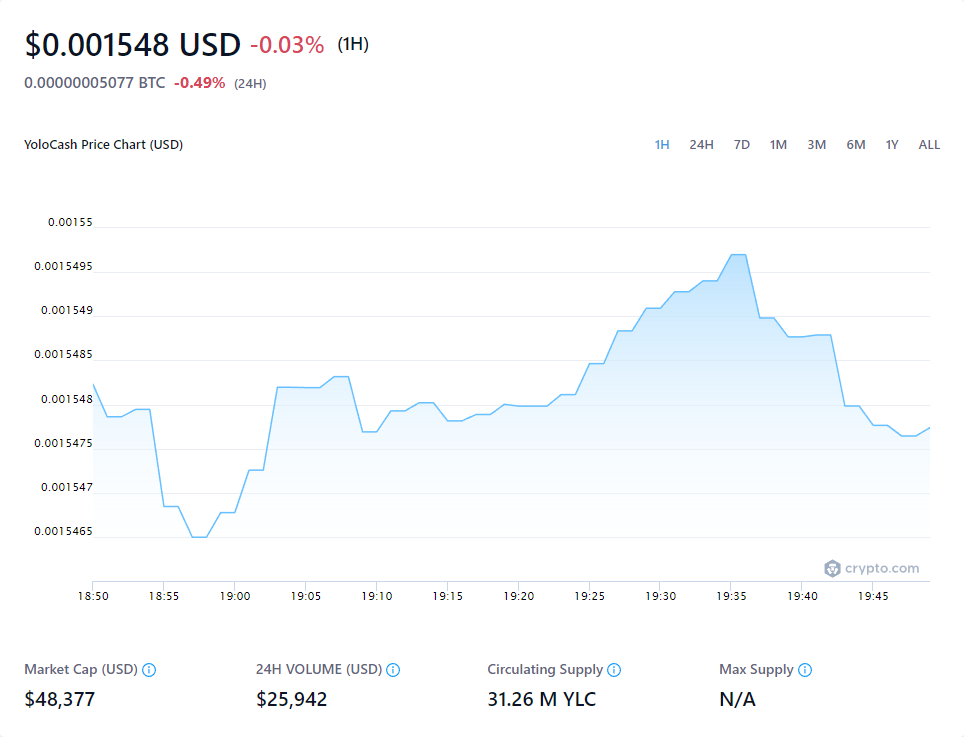 $0.001548 USD -0.03% (1H)
0.00000005077 BTC -0.49% (24H)
YoloCash Price Chart (USD) 1H 24H 7D 1M 3M 6M 1Y ALL
0.00155
0.0015495
0.001549
0.0015485
0.001548
0.0015475
0.001547
0.0015465
crypto.com
18:50 18:55 19:00 19:05 19:10 19:15 19:20 19:25 19:30 19:35 19:40 19:45
Market Cap (USD) 24H VOLUME (USD) Circulating Supply Max Supply
$48,377 $25,942 31.26 M YLC N/A